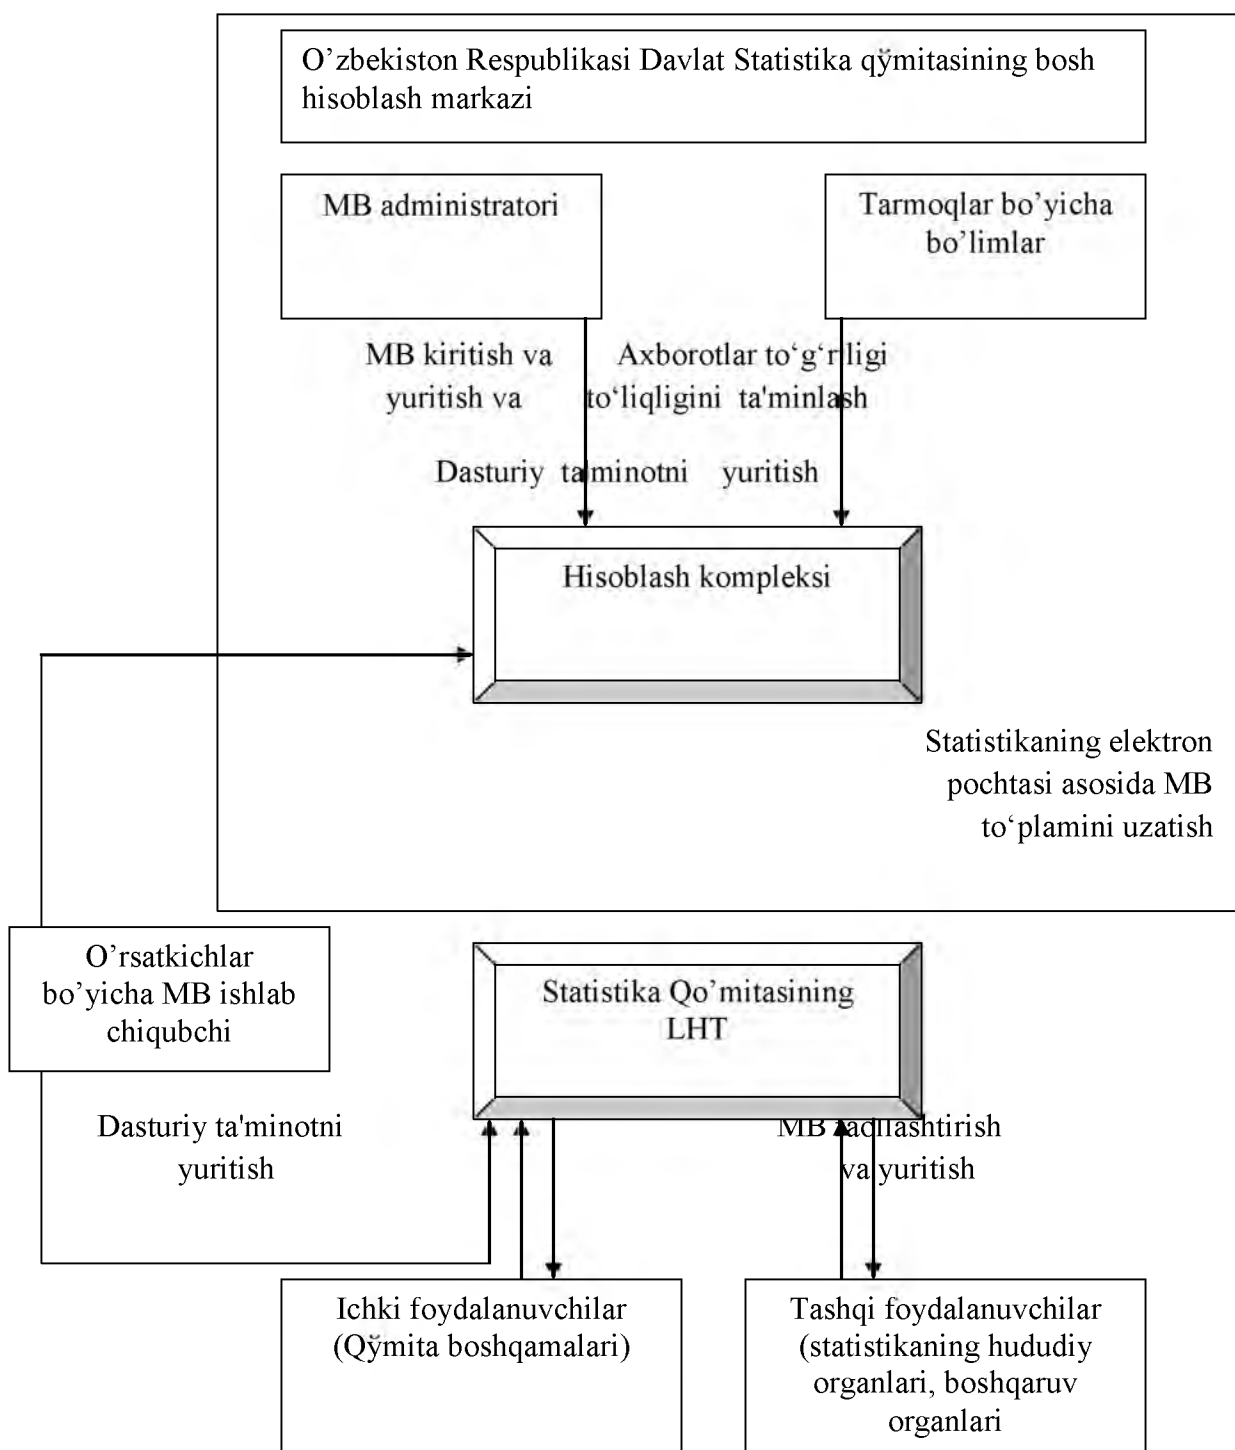 O’zbekiston Respublikasi Davlat Statistika qўmitasining bosh
hisoblash markazi
MB administratori
Tarmoqlar bo’yicha
bo’limlar
MB kiritish va Axborotlar to‘g‘riligi
yuritish va to‘liqligini ta'minlash
Dasturiy ta'minotni yuritish
Hisoblash kompleksi
Statistikaning elektron
pochtasi asosida MB
to‘plamini uzatish
O’rsatkichlar
bo’yicha MB ishlab
chiqubchi
Statistika Qo’mitasining
LHT
Dasturiy ta'minotni
yuritish
MB faollashtirish
va yuritish
Ichki foydalanuvchilar
(Qўmita boshqamalari)
Tashqi foydalanuvchilar
(statistikaning hududiy
organlari, boshqaruv
organlari